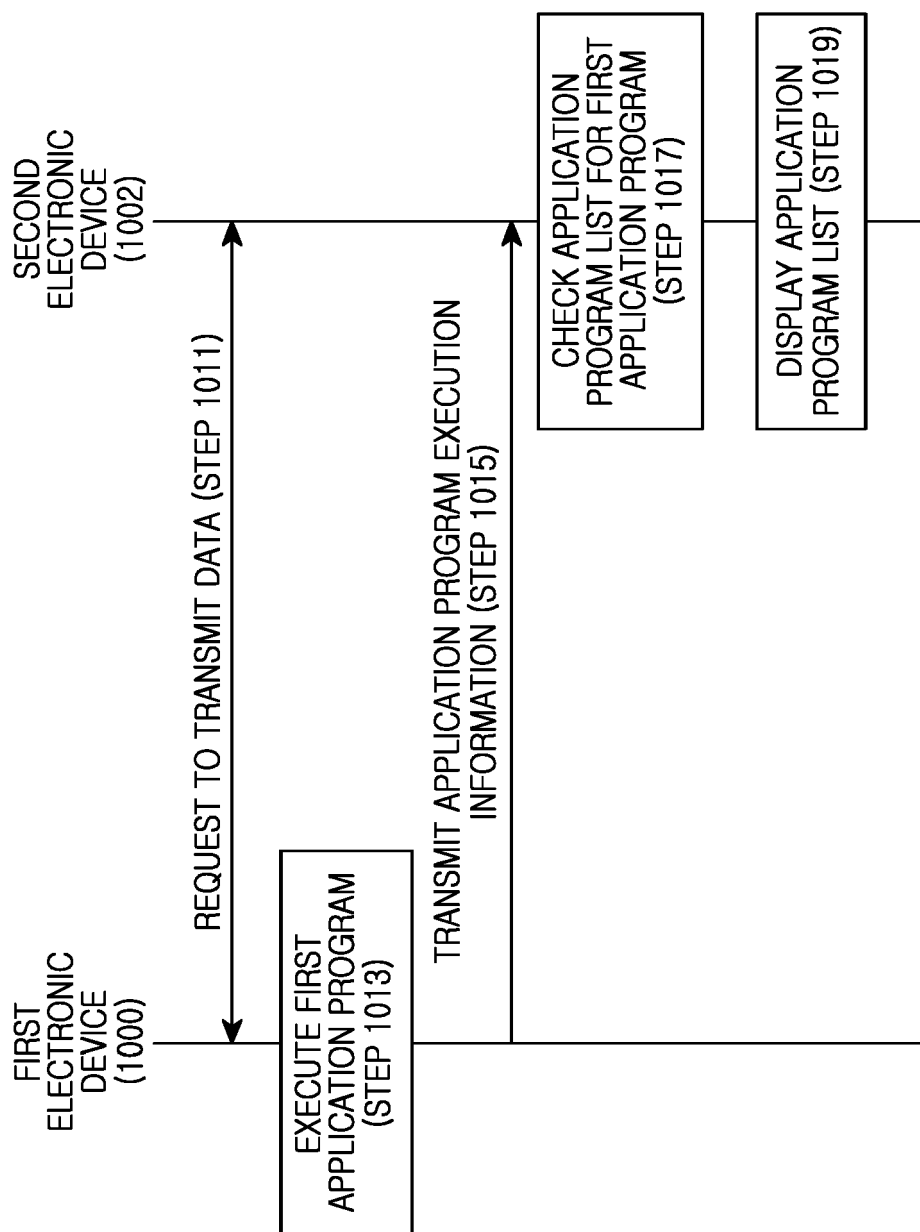 FIRST
ELECTRONIC
DEVICE
(1000)
SECOND
ELECTRONIC
DEVICE
(1002)
REQUEST TO TRANSMIT DATA (STEP 1011)
EXECUTE FIRST
APPLICATION PROGRAM
(STEP 1013)
TRANSMIT APPLICATION PROGRAM EXECUTION
INFORMATION (STEP 1015)
CHECK APPLICATION
PROGRAM LIST FOR FIRST
APPLICATION PROGRAM
(STEP 1017)
DISPLAY APPLICATION
PROGRAM LIST (STEP 1019)